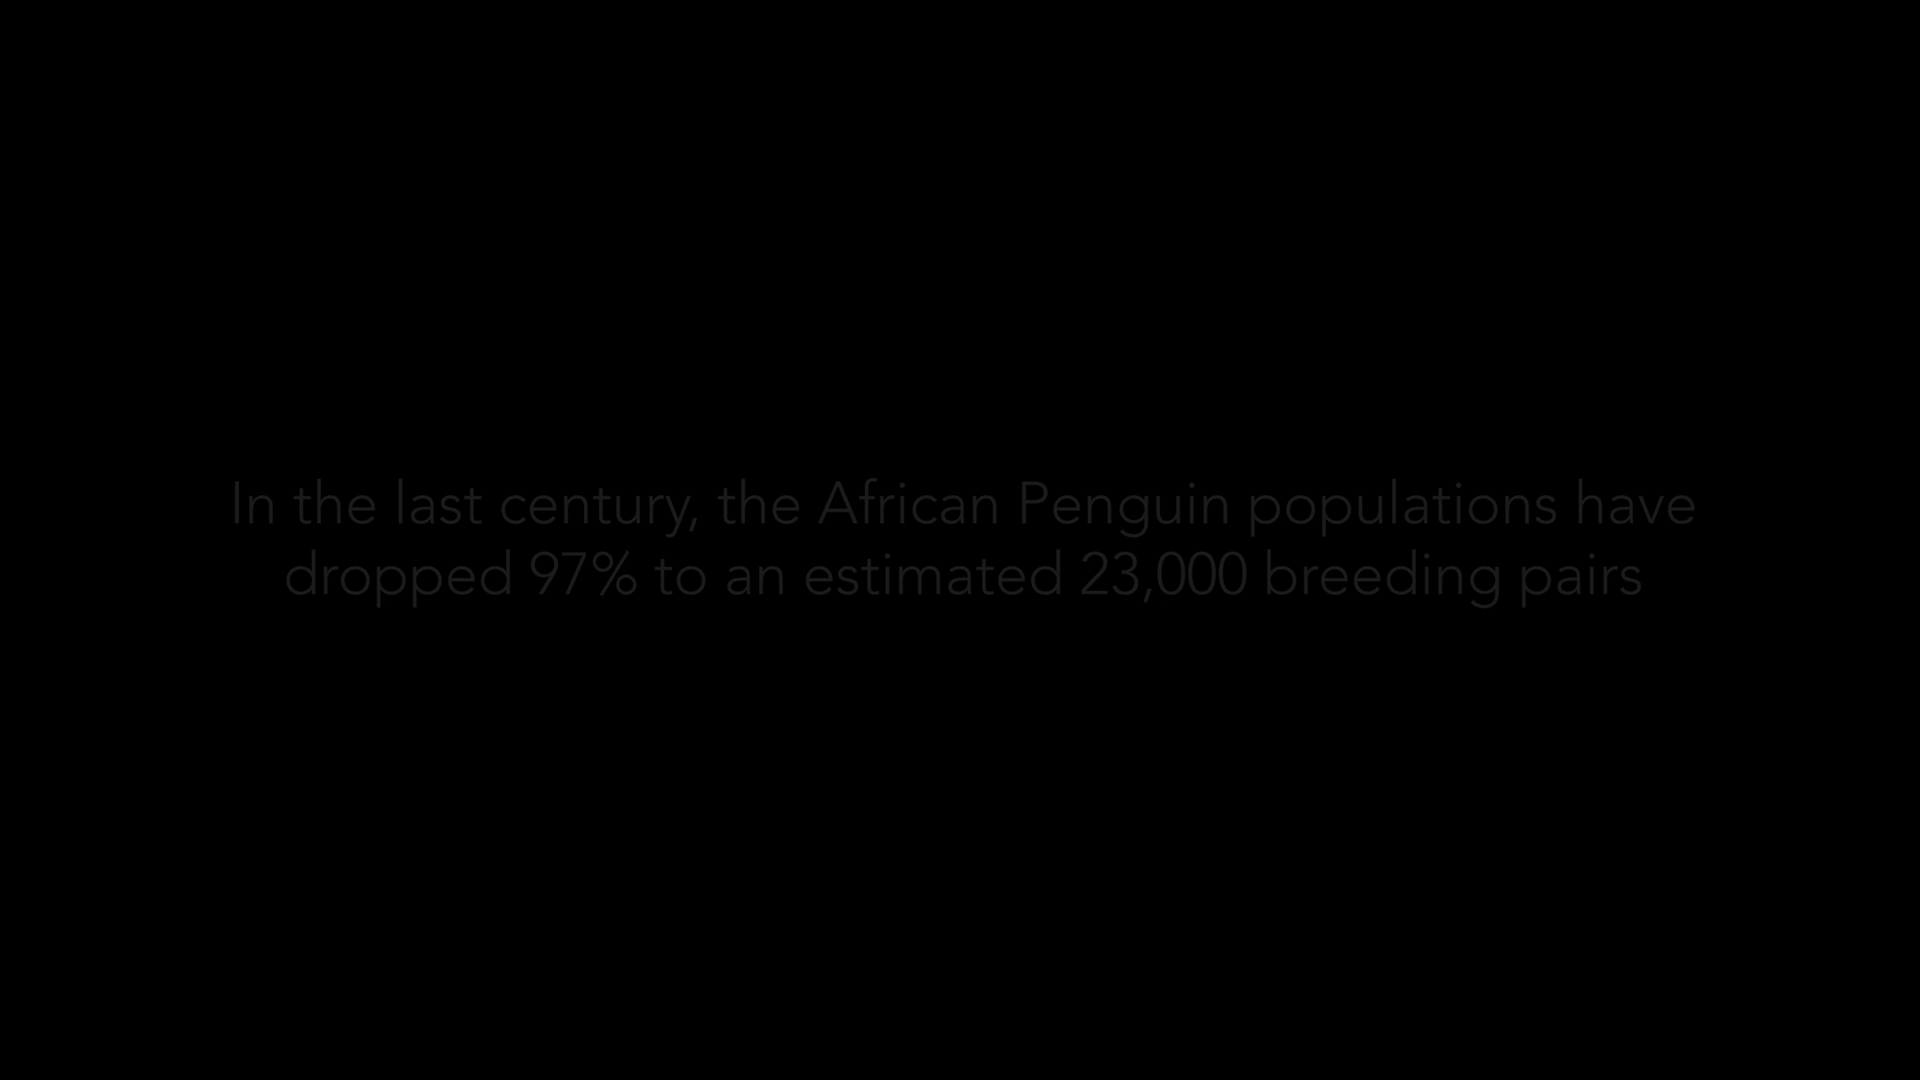 In the last century, the African Penguin populations have
dropped 97% to an estimated 23,000 breeding pairs